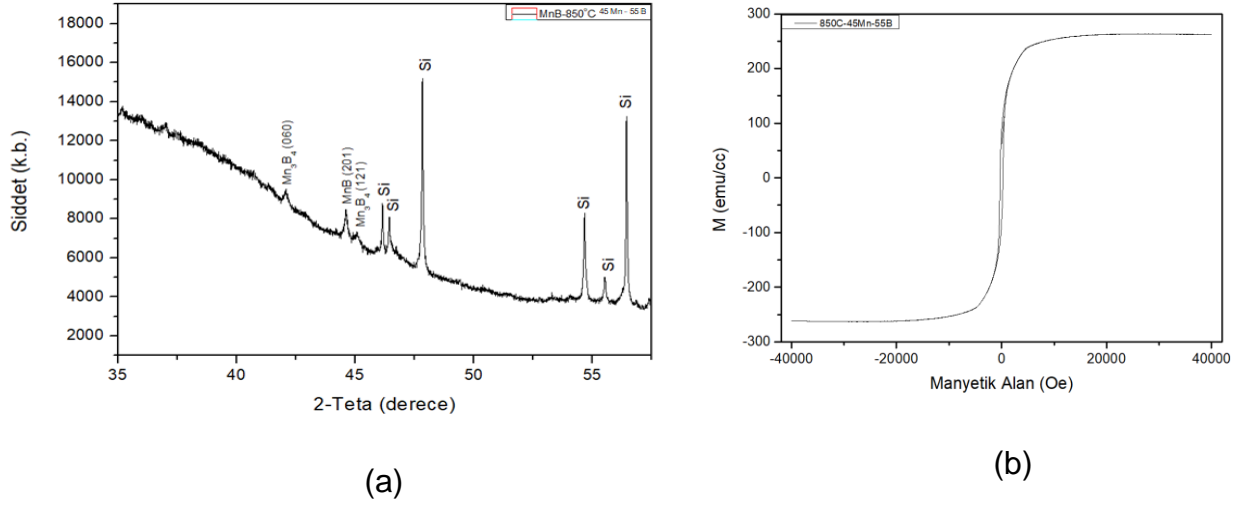 MnB-850°C 45 Mn - 55 B
Siddet (k.b.)
18000
16000
14000
12000
10000
8000
6000
4000
2000
Mn3B4 (060)
MnB (201)
Mn3B4 (121)
Si
Si
Si
Si
Si
Si
35
40
45
50
55
2-Teta (derece)
(a)
850C-45Mn-55B
M (emu/cc)
300
200
100
0
-100
-200
-300
-40000
-20000
0
20000
40000
Manyetik Alan (Oe)
(b)